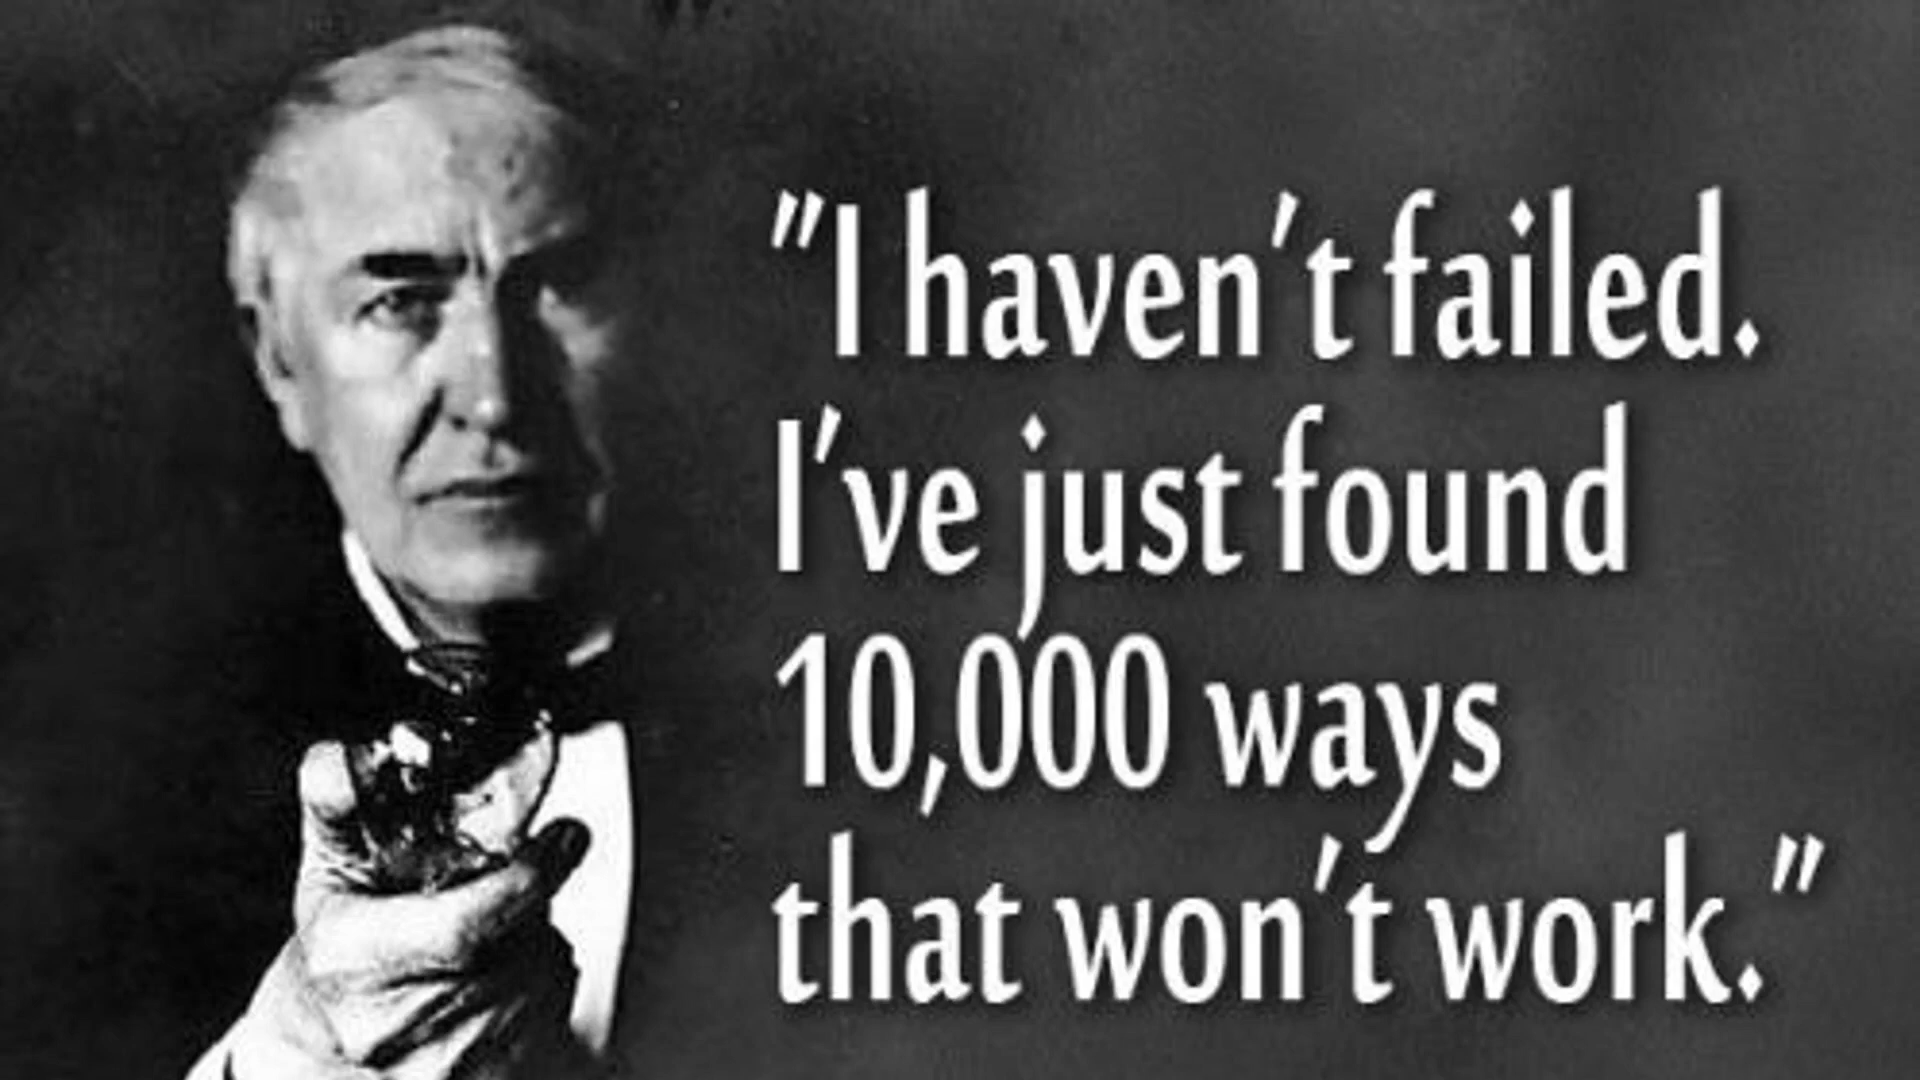 "I haven't failed.
I've just found
10,000 ways
that won't work."